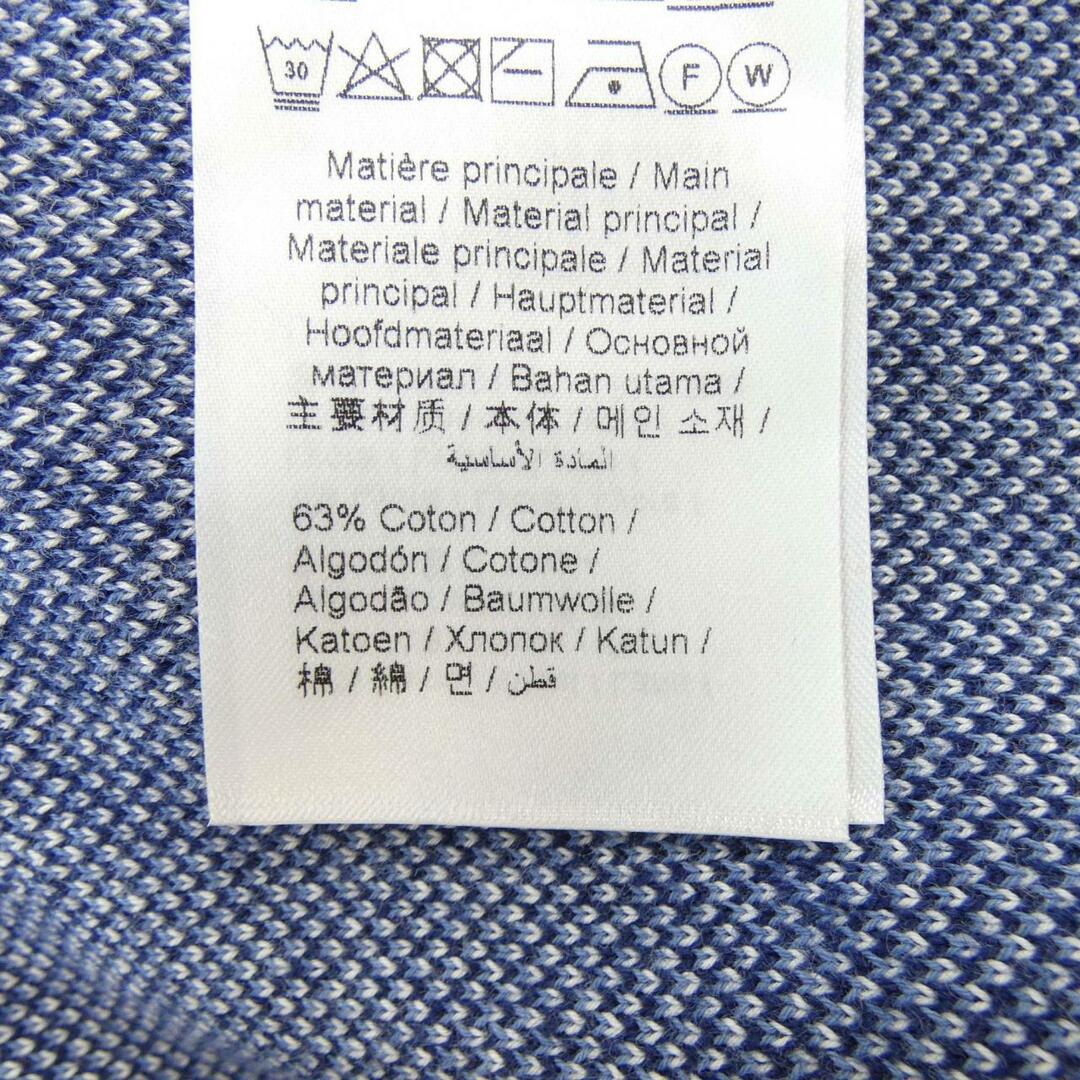 30 F W
Matière principale / Main
material / Material principal /
Materiale principale / Material
principal / Hauptmaterial /
Hoofdmateriaal / Основной
материал / Bahan utama /
主要材质 / 本体 / 메인 소재 /
المادة الأساسية
63% Coton / Cotton /
Algodón / Cotone /
Algodão / Baumwolle /
Katoen / Хлопок / Katun /
棉 / 綿 / 면 / قطن